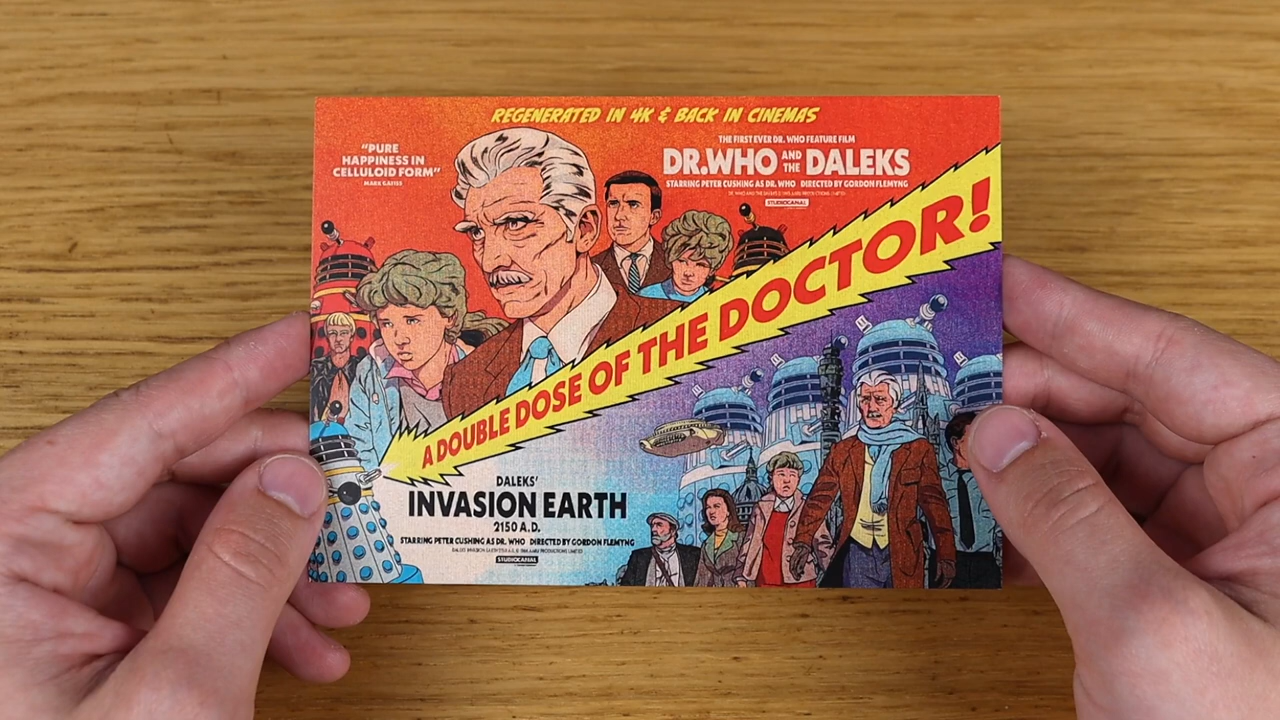 REGENERATED IN 4K & BACK IN CINEMAS
"PURE
HAPPINESS IN
CELLULOID FORM"
MARK GATISS
THE FIRST EVER DR. WHO FEATURE FILM
DR.WHO AND THE DALEKS
STARRING PETER CUSHING AS DR. WHO DIRECTED BY GORDON FLEMYNG
STUDIOCANAL
A DOUBLE DOSE OF THE DOCTOR!
DALEKS'
INVASION EARTH
2150 A.D.
STARRING PETER CUSHING AS DR. WHO DIRECTED BY GORDON FLEMYNG
STUDIOCANAL